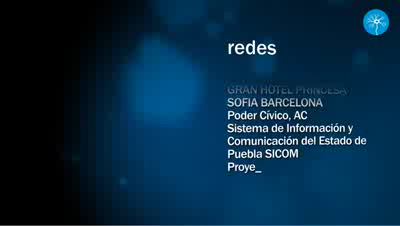 redes
GRAN HOTEL PRINCESA
SOFIA BARCELONA
Poder Cívico, AC
Sistema de Información y
Comunicación del Estado de
Puebla SICOM
Proye_